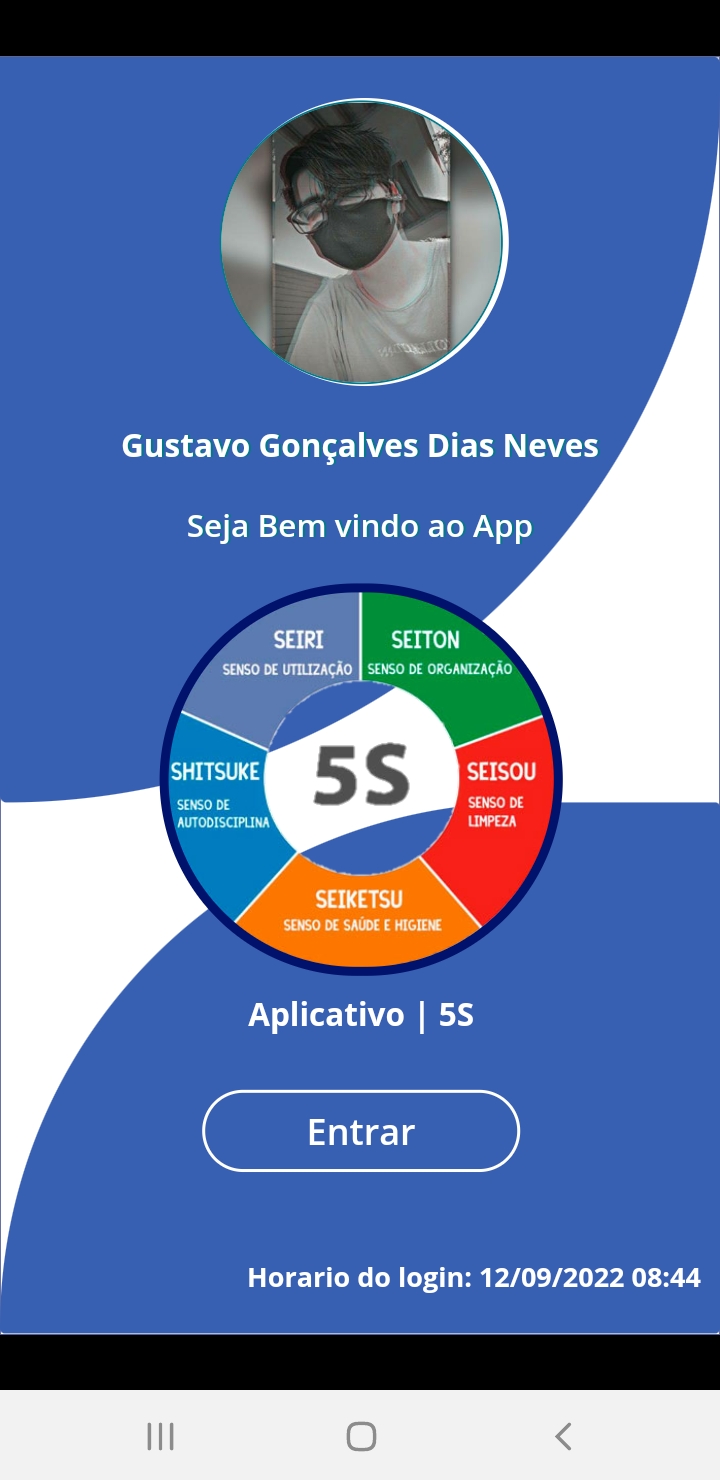 Gustavo Gonçalves Dias Neves
Seja Bem vindo ao App
SEIRI
SENSO DE UTILIZAÇÃO
SEITON
SENSO DE ORGANIZAÇÃO
SHITSUKE
SENSO DE
AUTODISCIPLINA
5S
SEISOU
SENSO DE
LIMPEZA
SEIKETSU
SENSO DE SAÚDE E HIGIENE
Aplicativo | 5S
Entrar
Horario do login: 12/09/2022 08:44